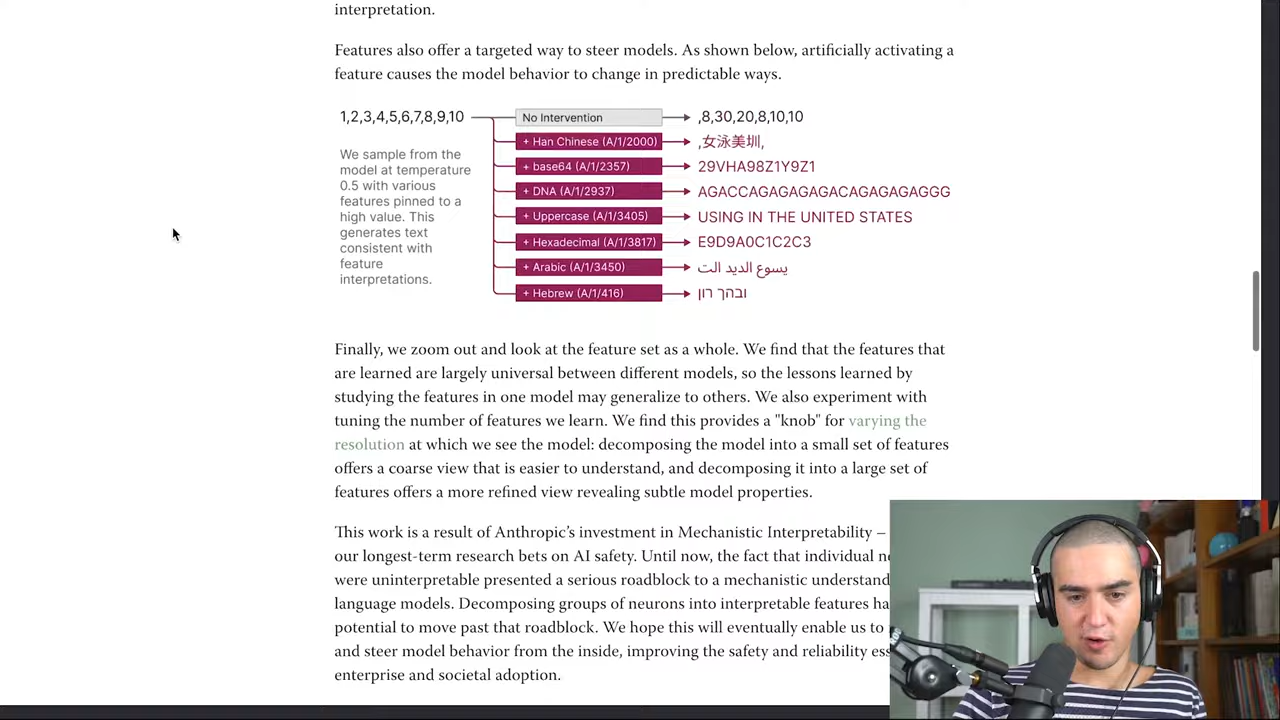 interpretation.
Features also offer a targeted way to steer models. As shown below, artificially activating a
feature causes the model behavior to change in predictable ways.
1,2,3,4,5,6,7,8,9,10
We sample from the
model at temperature
0.5 with various
features pinned to a
high value. This
generates text
consistent with
feature
interpretations.
No Intervention
,8,30,20,8,10,10
+ Han Chinese (A/1/2000)
,女泳美圳,
+ base64 (A/1/2357)
29VHA98Z1Y9Z1
+ DNA (A/1/2937)
AGACCAGAGAGACAGAGAGGG
+ Uppercase (A/1/3405)
USING IN THE UNITED STATES
+ Hexadecimal (A/1/3817)
E9D9A0C1C2C3
+ Arabic (A/1/3450)
يسوع الديد الت
+ Hebrew (A/1/416)
ובהך רון
Finally, we zoom out and look at the feature set as a whole. We find that the features that
are learned are largely universal between different models, so the lessons learned by
studying the features in one model may generalize to others. We also experiment with
tuning the number of features we learn. We find this provides a "knob" for varying the
resolution at which we see the model: decomposing the model into a small set of features
offers a coarse view that is easier to understand, and decomposing it into a large set of
features offers a more refined view revealing subtle model properties.
This work is a result of Anthropic's investment in Mechanistic Interpretability –
our longest-term research bets on AI safety. Until now, the fact that individual
were uninterpretable presented a serious roadblock to a mechanistic
language models. Decomposing groups of neurons into interpretable features
potential to move past that roadblock. We hope this will eventually enable us to
and steer model behavior from the inside, improving the safety and reliability
enterprise and societal adoption.